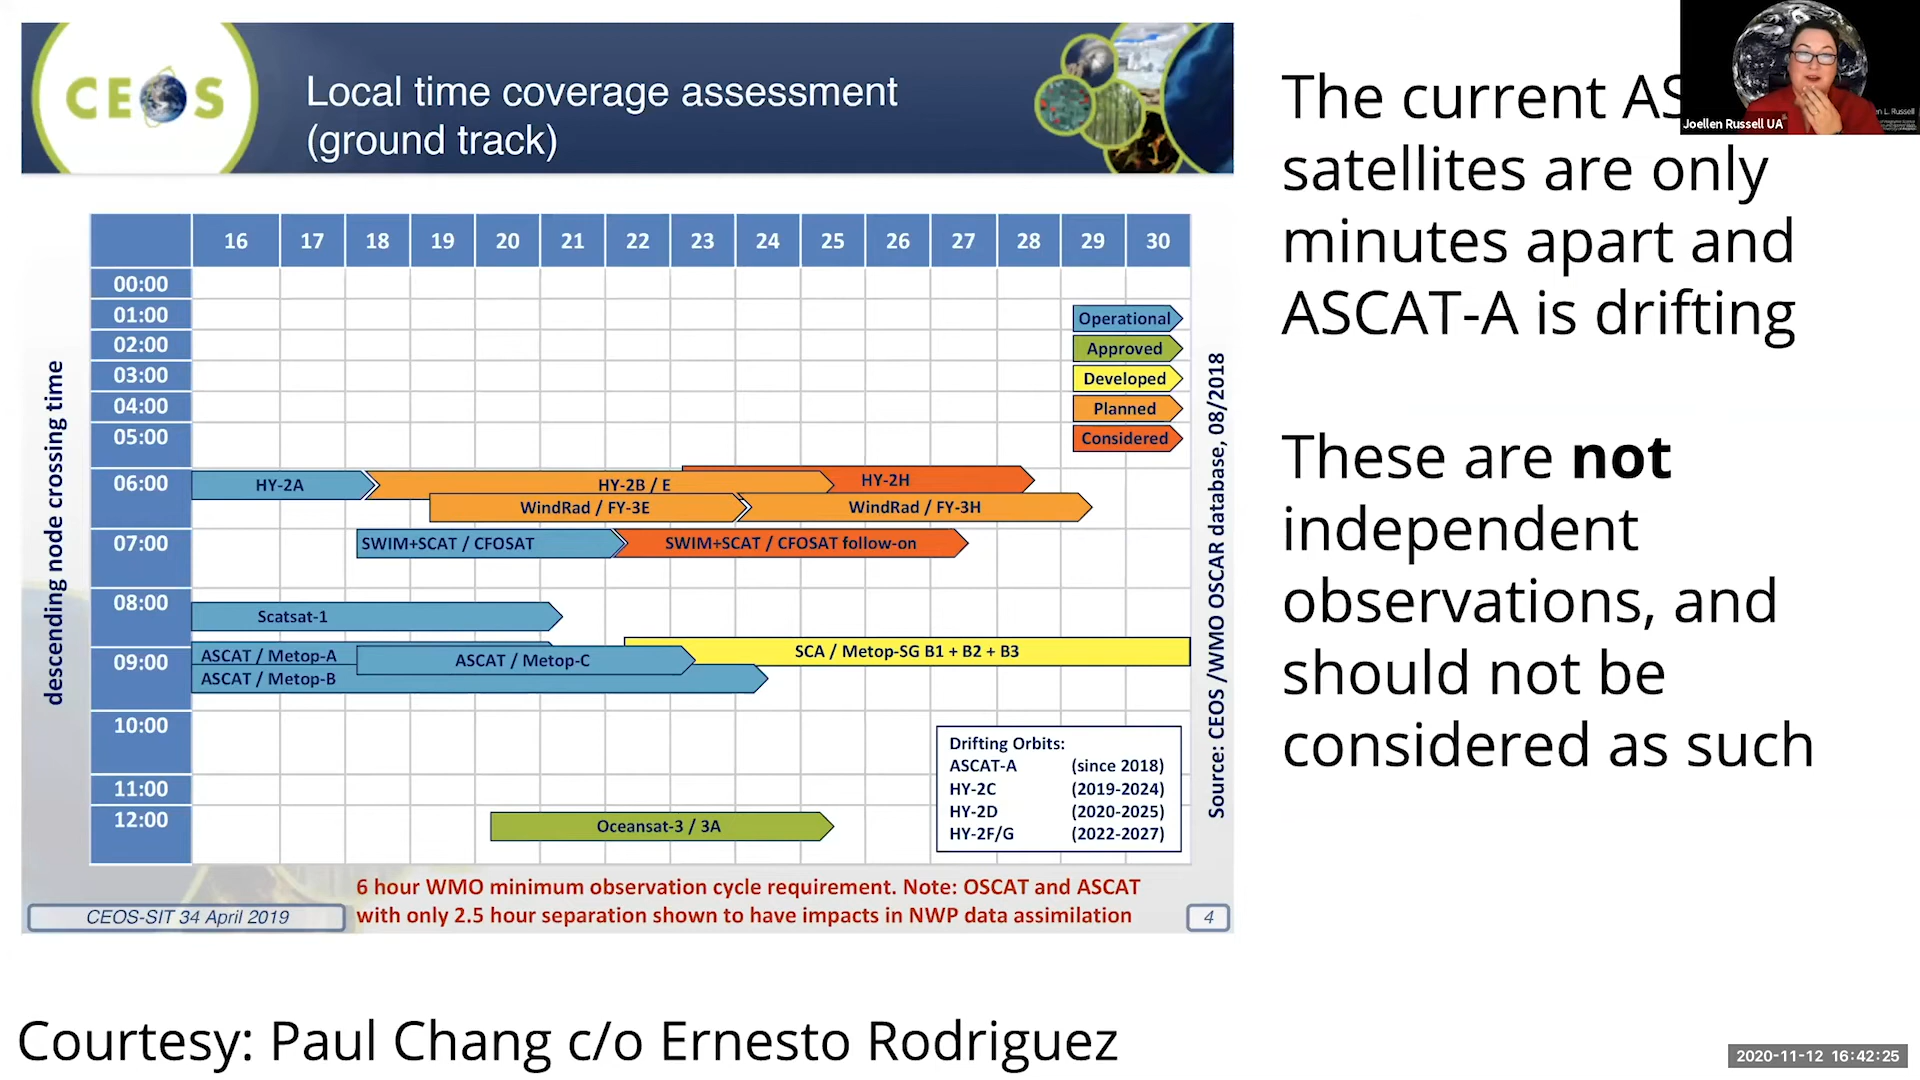 CEOS
Local time coverage assessment
(ground track)
16 17 18 19 20 21 22 23 24 25 26 27 28 29 30
00:00
01:00
02:00
03:00
04:00
05:00
06:00
07:00
08:00
09:00
10:00
11:00
12:00
descending node crossing time
Operational
Approved
Developed
Planned
Considered
HY-2A
HY-2B / E
HY-2H
WindRad / FY-3E
WindRad / FY-3H
SWIM+SCAT / CFOSAT
SWIM+SCAT / CFOSAT follow-on
Scatsat-1
SCA / Metop-SG B1 + B2 + B3
ASCAT / Metop-A
ASCAT / Metop-C
ASCAT / Metop-B
Oceansat-3 / 3A
Drifting Orbits:
ASCAT-A (since 2018)
HY-2C (2019-2024)
HY-2D (2020-2025)
HY-2F/G (2022-2027)
Source: CEOS /WMO OSCAR database, 08/2018
6 hour WMO minimum observation cycle requirement. Note: OSCAT and ASCAT
with only 2.5 hour separation shown to have impacts in NWP data assimilation
CEOS-SIT 34 April 2019
4
The current AS
satellites are only
minutes apart and
ASCAT-A is drifting
These are not
independent
observations, and
should not be
considered as such
Joellen Russell UA
n L. Russell
Courtesy: Paul Chang c/o Ernesto Rodriguez
2020-11-12 16:42:25